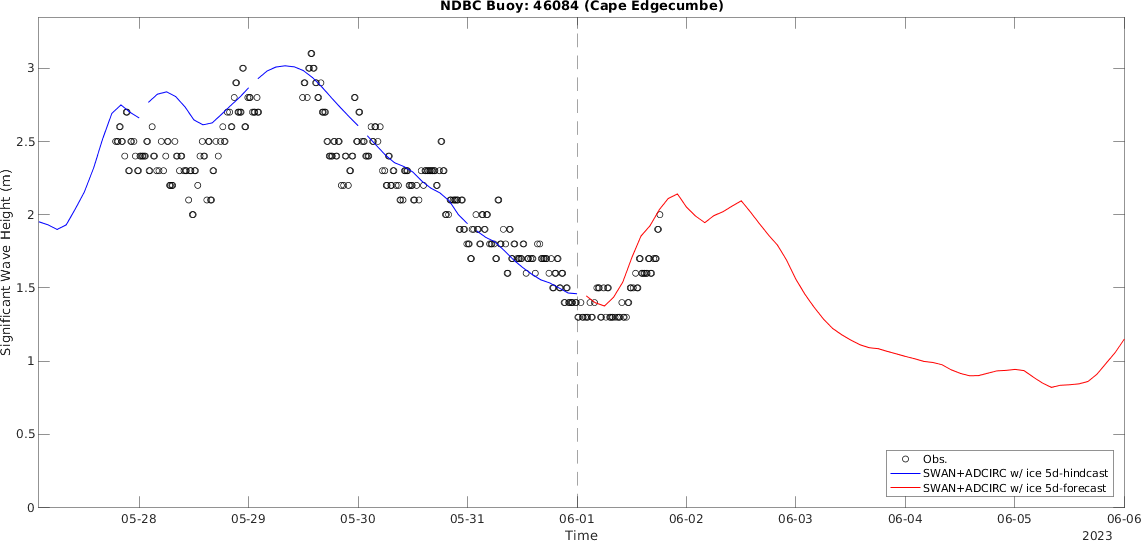 NDBC Buoy: 46084 (Cape Edgecumbe)
Significant Wave Height (m)
3
2.5
2
1.5
1
0.5
0
Obs.
SWAN+ADCIRC w/ ice 5d-hindcast
SWAN+ADCIRC w/ ice 5d-forecast
05-28 05-29 05-30 05-31 06-01 06-02 06-03 06-04 06-05 06-06
Time
2023